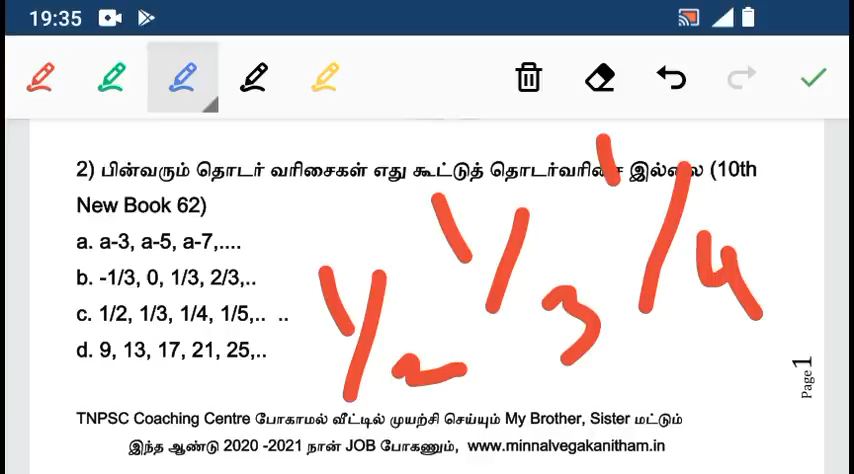 19:35
2) பின்வரும் தொடர் வரிசைகள் எது கூட்டுத் தொடர்வரிசை இல்லை (10th
New Book 62)
a. a-3, a-5, a-7,....
b. -1/3, 0, 1/3, 2/3,..
c. 1/2, 1/3, 1/4, 1/5,.. ..
d. 9, 13, 17, 21, 25,..
1/2 1/3 1/4
Page 1
TNPSC Coaching Centre போகாமல் வீட்டில் முயற்சி செய்யும் My Brother, Sister மட்டும்
இந்த ஆண்டு 2020 -2021 நான் JOB போகணும், www.minnalvegakanitham.in